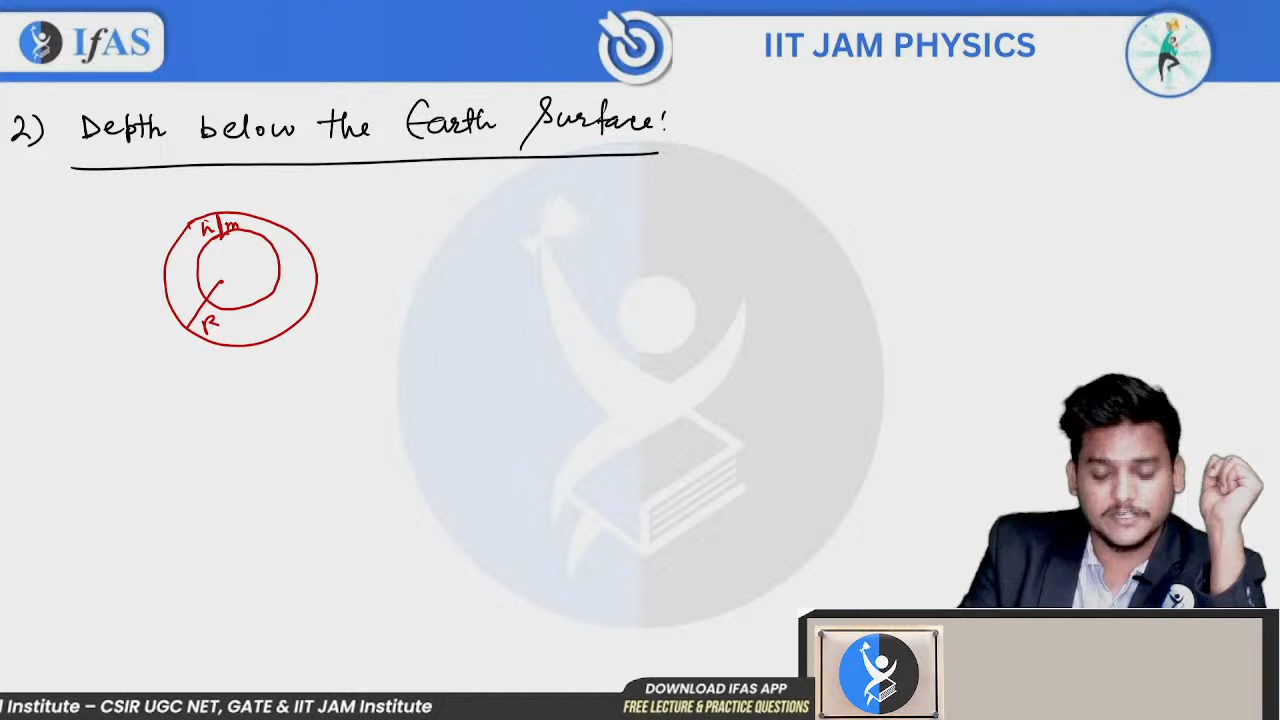 IfAS
IIT JAM PHYSICS
2) Depth below the Earth Surface:
h m
R
l Institute – CSIR UGC NET, GATE & IIT JAM Institute
DOWNLOAD IFAS APP
FREE LECTURE & PRACTICE QUESTIONS